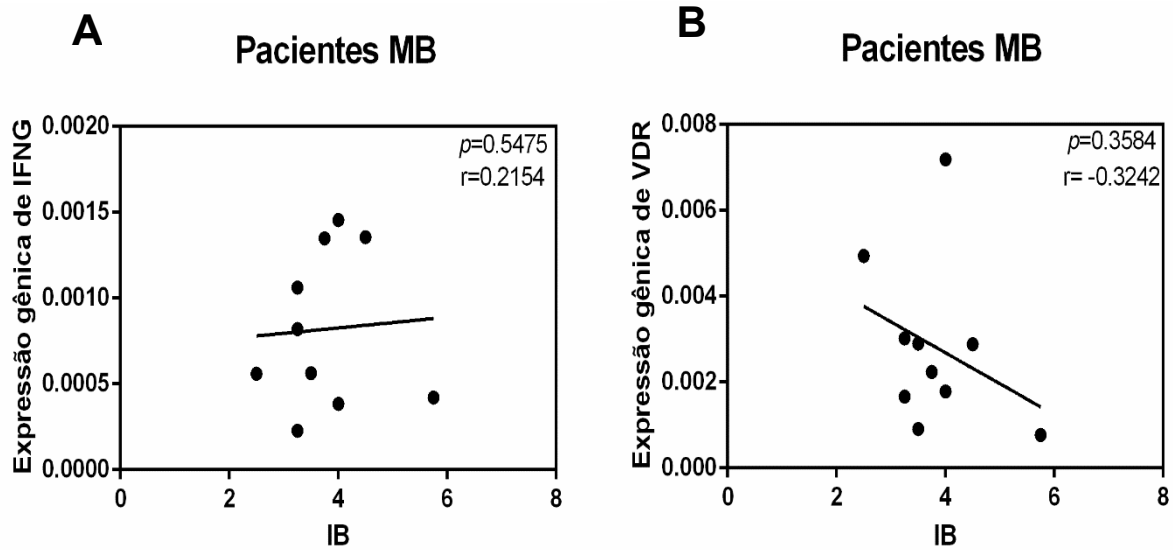 A
Pacientes MB
Expressão gênica de IFNG
0.0020
0.0015
0.0010
0.0005
0.0000
p=0.5475
r=0.2154
0 2 4 6 8
IB
B
Pacientes MB
Expressão gênica de VDR
0.008
0.006
0.004
0.002
0.000
p=0.3584
r= -0.3242
0 2 4 6 8
IB